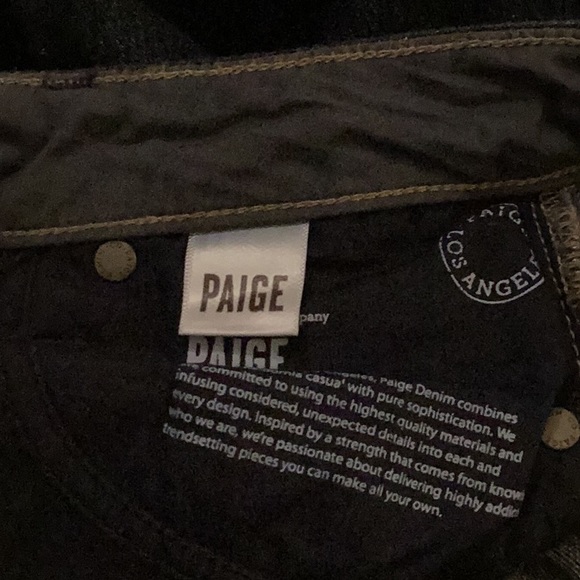 PAIGE
LOS ANGEL
pany
PAIGE
casual' with pure sophistication. We
committed to using the highest quality materials and
infusing considered, unexpected details into each and
every design. Inspired by a strength that comes from know
who we are, we're passionate about delivering highly addic
trendsetting pieces you can make all your own.
Paige Denim combines